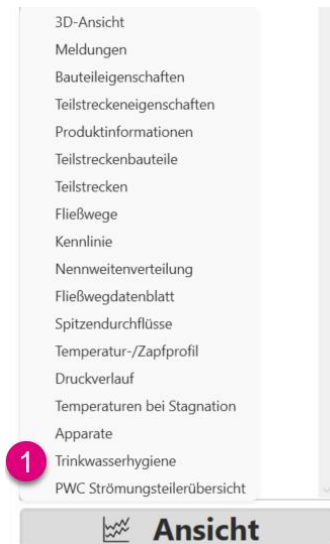 3D-Ansicht
Meldungen
Bauteileigenschaften
Teilstreckeneigenschaften
Produktinformationen
Teilstreckenbauteile
Teilstrecken
Fließwege
Kennlinie
Nennweitenverteilung
Fließwegdatenblatt
Spitzendurchflüsse
Temperatur-/Zapfprofil
Druckverlauf
Temperaturen bei Stagnation
Apparate
1 Trinkwasserhygiene
PWC Strömungsteilerübersicht
Ansicht